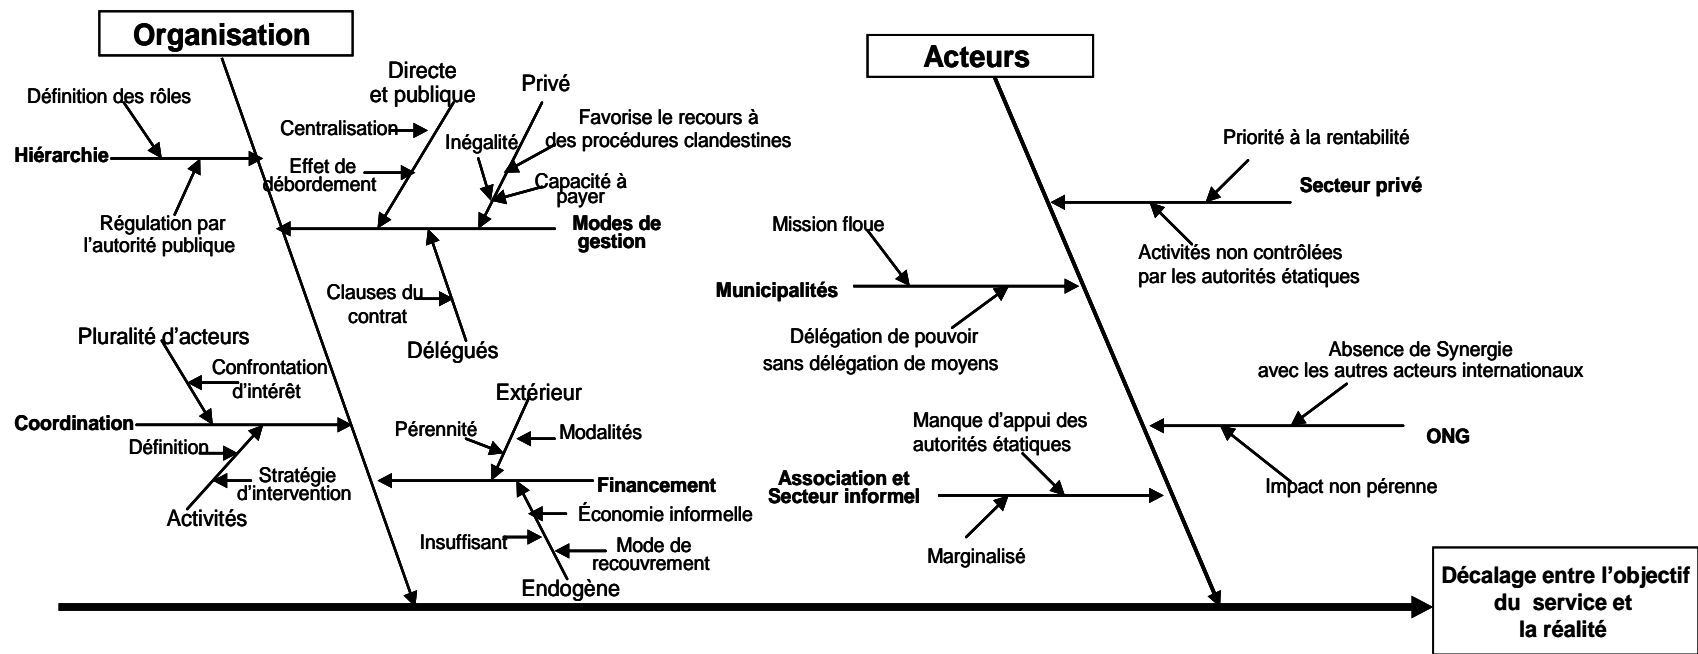 Organisation
Définition des rôles
Hiérarchie
Régulation par
l'autorité publique
Directe
et publique
Centralisation
Effet de
débordement
Privé
Inégalité
Favorise le recours à
des procédures clandestines
Capacité à
payer
Modes de
gestion
Clauses du
contrat
Délégués
Pluralité d'acteurs
Confrontation
d'intérêt
Coordination
Définition
Stratégie
d'intervention
Activités
Extérieur
Pérennité
Modalités
Financement
Économie informelle
Insuffisant
Mode de
recouvrement
Endogène
Acteurs
Priorité à la rentabilité
Secteur privé
Activités non contrôlées
par les autorités étatiques
Mission floue
Municipalités
Délégation de pouvoir
sans délégation de moyens
Absence de Synergie
avec les autres acteurs internationaux
ONG
Impact non pérenne
Manque d'appui des
autorités étatiques
Association et
Secteur informel
Marginalisé
Décalage entre l'objectif
du service et
la réalité